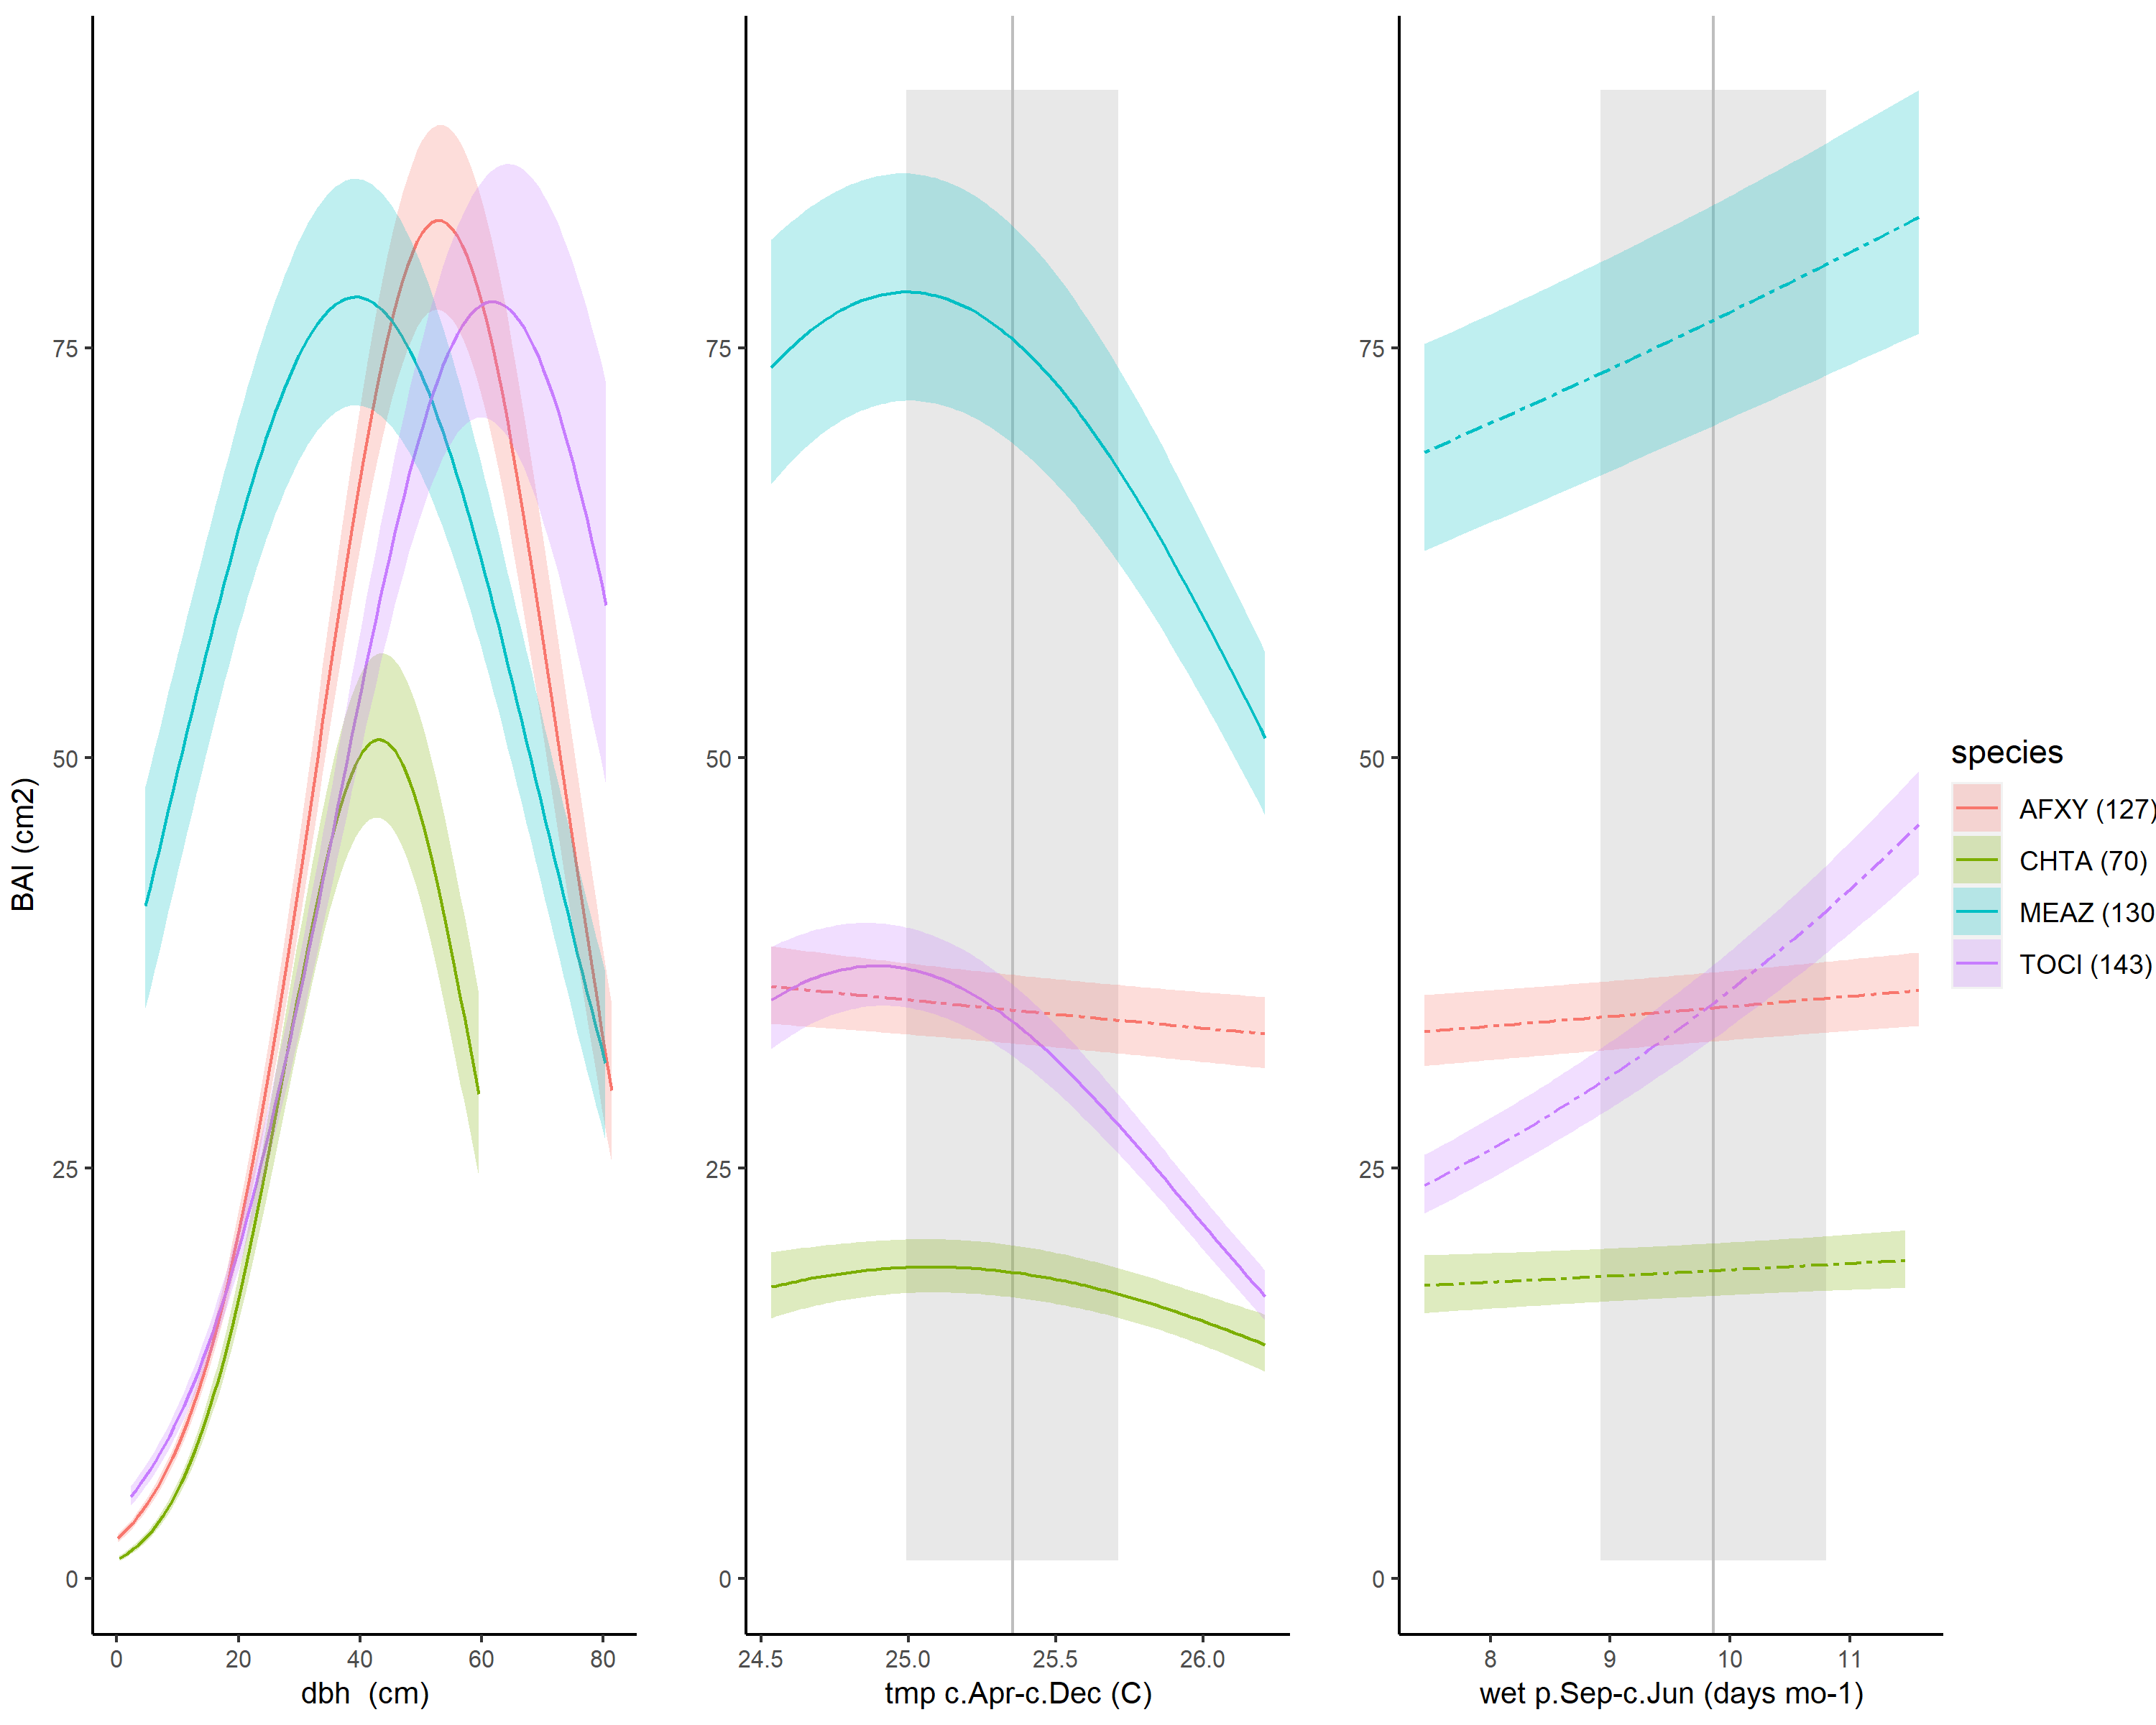 BAI (cm2)
75
50
25
0
0 20 40 60 80
dbh (cm)
75
50
25
0
24.5 25.0 25.5 26.0
tmp c.Apr-c.Dec (C)
75
50
25
0
8 9 10 11
wet p.Sep-c.Jun (days mo-1)
species
AFXY (127)
CHTA (70)
MEAZ (130
TOCI (143)